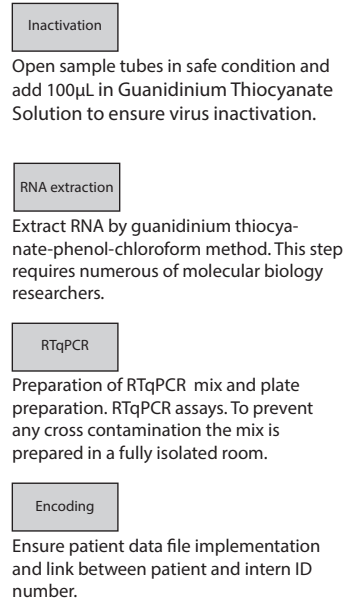 Inactivation
Open sample tubes in safe condition and
add 100µL in Guanidinium Thiocyanate
Solution to ensure virus inactivation.
RNA extraction
Extract RNA by guanidinium thiocya-
nate-phenol-chloroform method. This step
requires numerous of molecular biology
researchers.
RTqPCR
Preparation of RTqPCR mix and plate
preparation. RTqPCR assays. To prevent
any cross contamination the mix is
prepared in a fully isolated room.
Encoding
Ensure patient data file implementation
and link between patient and intern ID
number.